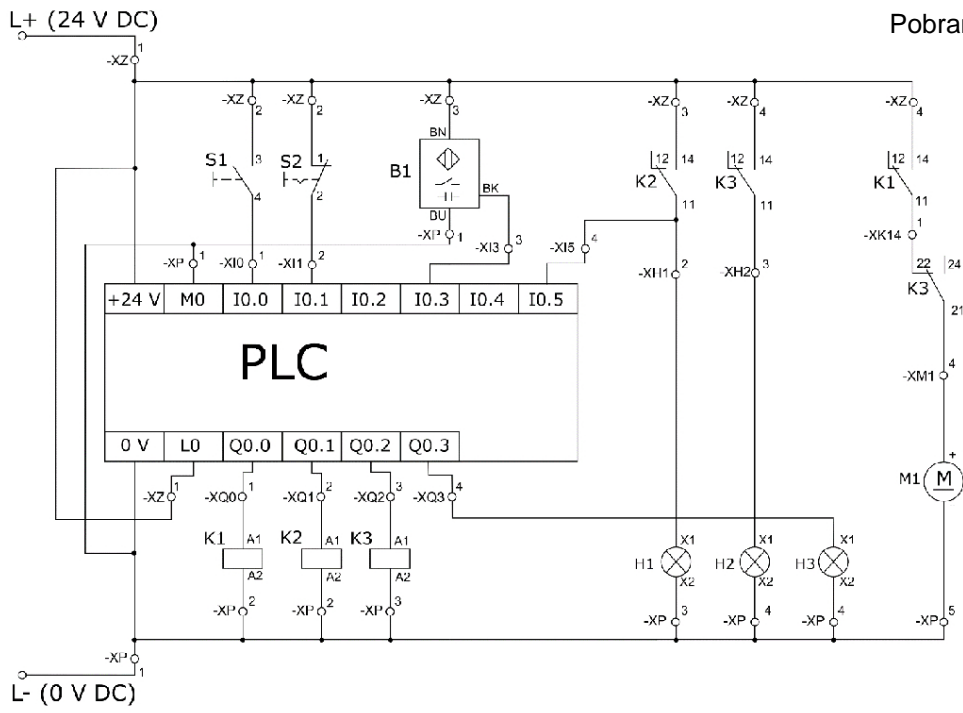 L+ (24 V DC)
Pobrar
1
-XZ
-XZ 2
-XZ 2
-XZ 3
-XZ 3
-XZ 4
-XZ 4
BN
S1 3 4
S2 1 2
B1
BK
BU
K2 12 14 11
K3 12 14 11
K1 12 14 11
-XP 1
-XK14 1
-XP 1
-XI0 1
-XI1 2
-XI3 3
-XI5 4
-XH1 2
-XH2 3
22 24
K3
21
+24 V M0 I0.0 I0.1 I0.2 I0.3 I0.4 I0.5
PLC
-XM1 4
0 V L0 Q0.0 Q0.1 Q0.2 Q0.3
+
M1 M
-XZ 1
-XQ0 1
-XQ1 2
-XQ2 3
-XQ3 4
K1 A1 A2
K2 A1 A2
K3 A1 A2
H1 X1 X2
H2 X1 X2
H3 X1 X2
-XP 2
-XP 2
-XP 3
-XP 3
-XP 4
-XP 4
-XP 5
-XP 1
L- (0 V DC)